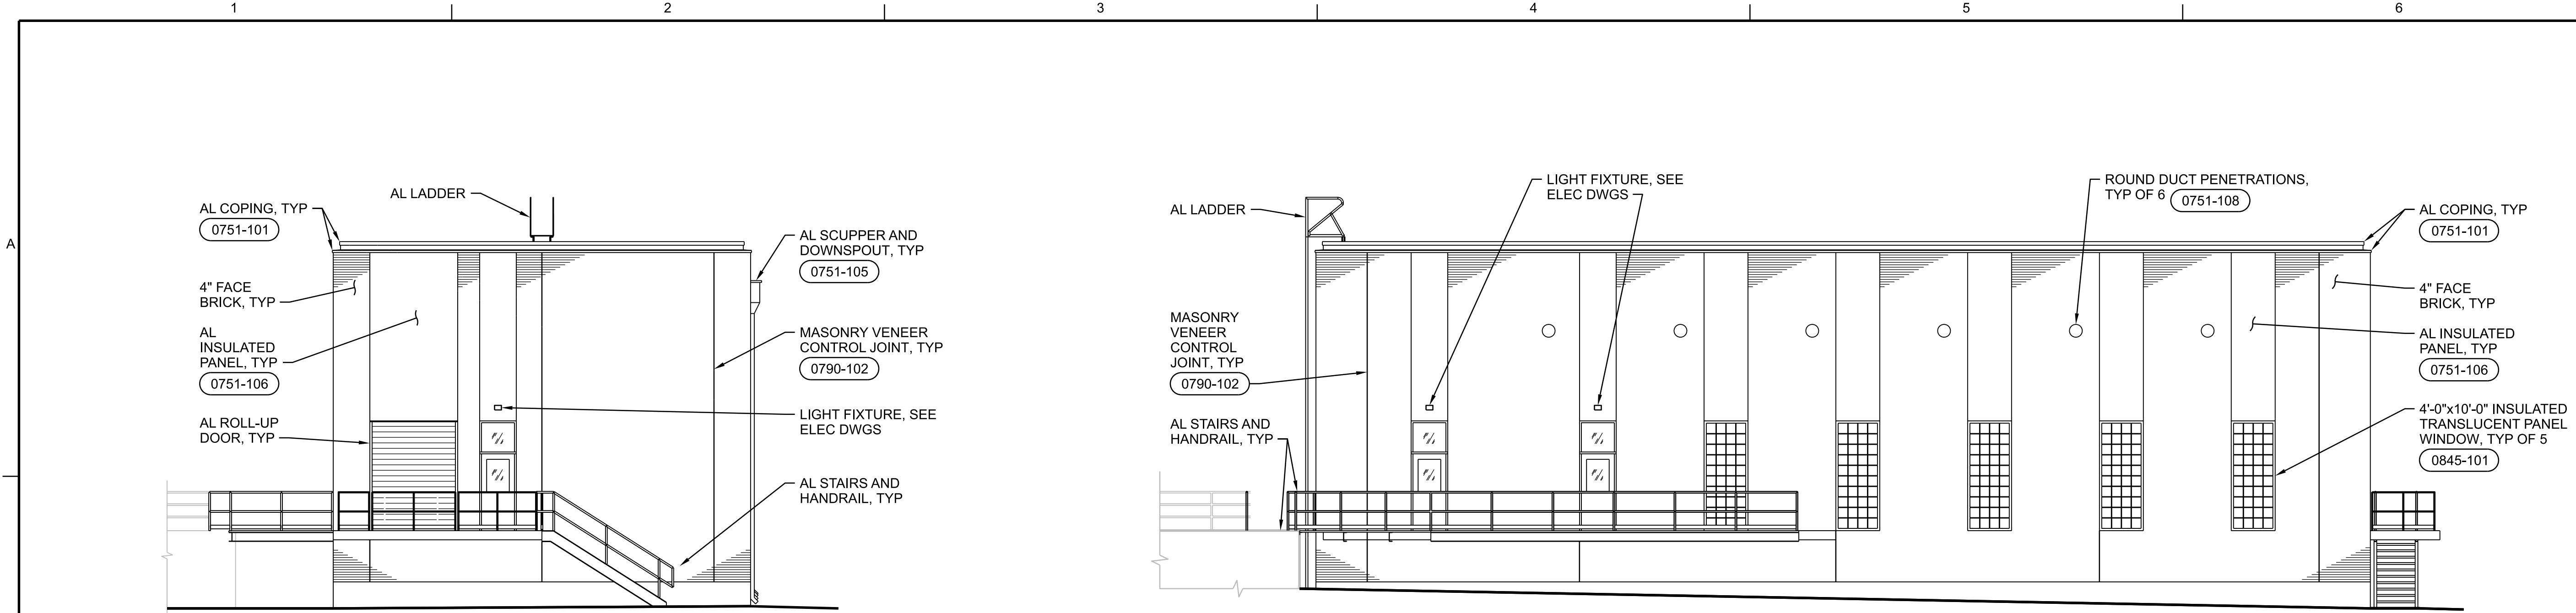 1
2
3
4
5
6
A
AL COPING, TYP
0751-101
AL LADDER
4" FACE
BRICK, TYP
AL
INSULATED
PANEL, TYP
0751-106
AL ROLL-UP
DOOR, TYP
AL SCUPPER AND
DOWNSPOUT, TYP
0751-105
MASONRY VENEER
CONTROL JOINT, TYP
0790-102
LIGHT FIXTURE, SEE
ELEC DWGS
AL STAIRS AND
HANDRAIL, TYP
AL LADDER
MASONRY
VENEER
CONTROL
JOINT, TYP
0790-102
AL STAIRS AND
HANDRAIL, TYP
LIGHT FIXTURE, SEE
ELEC DWGS
ROUND DUCT PENETRATIONS,
TYP OF 6 0751-108
AL COPING, TYP
0751-101
4" FACE
BRICK, TYP
AL INSULATED
PANEL, TYP
0751-106
4'-0"x10'-0" INSULATED
TRANSLUCENT PANEL
WINDOW, TYP OF 5
0845-101